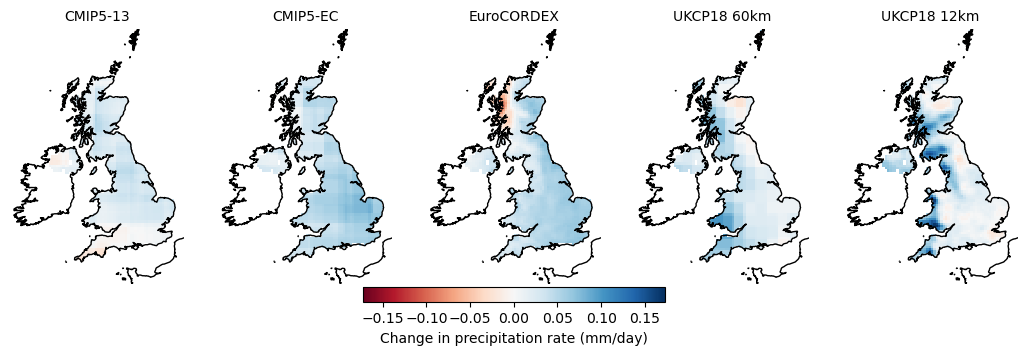 CMIP5-13 CMIP5-EC EuroCORDEX UKCP18 60km UKCP18 12km
−0.15 −0.10 −0.05 0.00 0.05 0.10 0.15
Change in precipitation rate (mm/day)